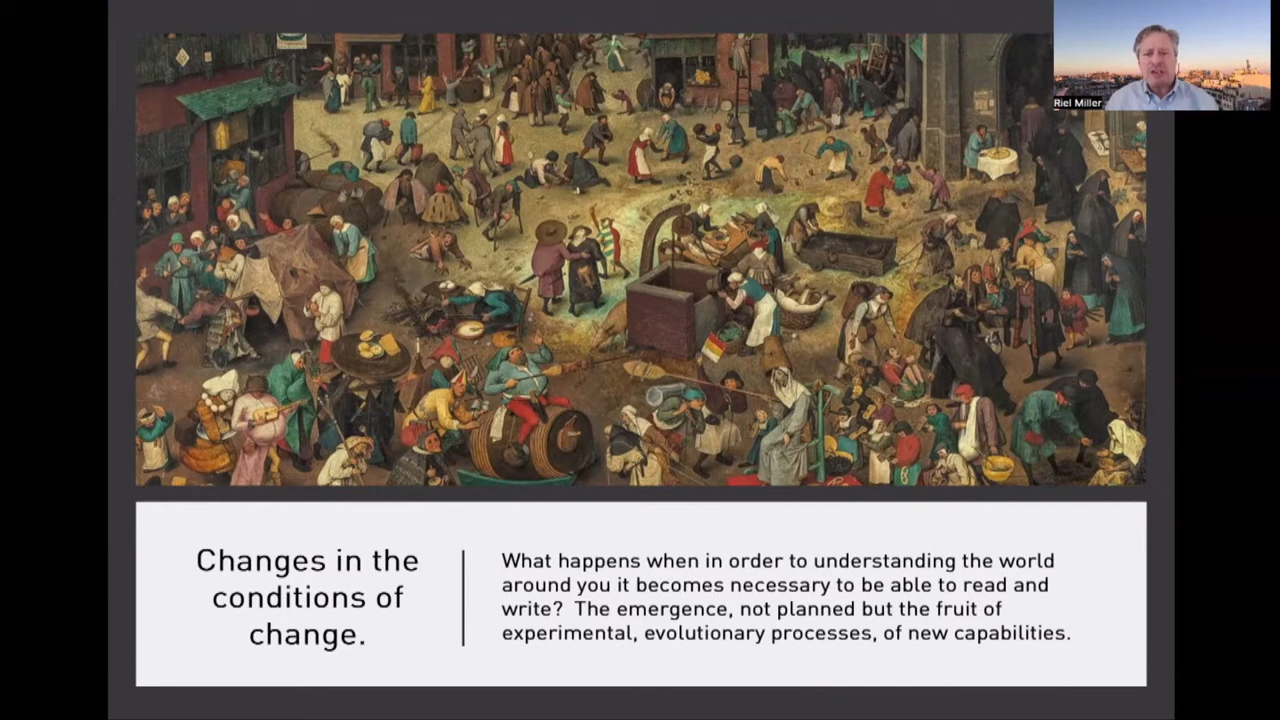 Riel Miller
Changes in the
conditions of
change.
What happens when in order to understanding the world
around you it becomes necessary to be able to read and
write? The emergence, not planned but the fruit of
experimental, evolutionary processes, of new capabilities.